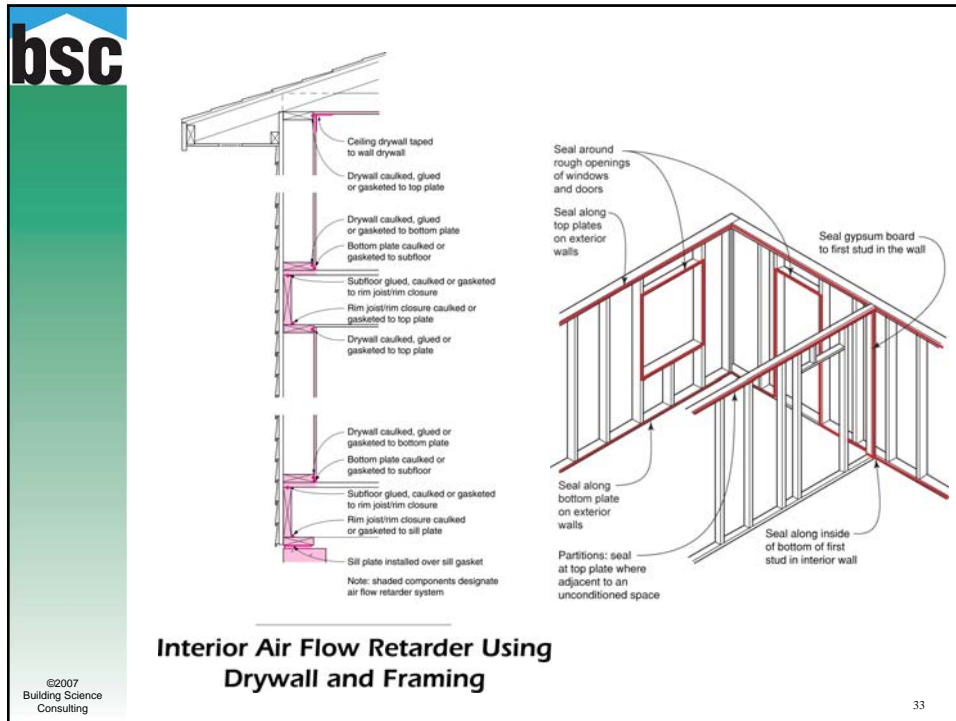 bsc
Ceiling drywall taped
to wall drywall
Drywall caulked, glued
or gasketed to top plate
Drywall caulked, glued
or gasketed to bottom plate
Bottom plate caulked or
gasketed to subfloor
Subfloor glued, caulked or gasketed
to rim joist/rim closure
Rim joist/rim closure caulked or
gasketed to top plate
Drywall caulked, glued or
gasketed to top plate
Drywall caulked, glued or
gasketed to bottom plate
Bottom plate caulked or
gasketed to subfloor
Subfloor glued, caulked or gasketed
to rim joist/rim closure
Rim joist/rim closure caulked
or gasketed to sill plate
Sill plate installed over sill gasket
Note: shaded components designate
air flow retarder system
Seal around
rough openings
of windows
and doors
Seal along
top plates
on exterior
walls
Seal gypsum board
to first stud in the wall
Seal along
bottom plate
on exterior
walls
Partitions: seal
at top plate where
adjacent to an
unconditioned space
Seal along inside
of bottom of first
stud in interior wall
Interior Air Flow Retarder Using
Drywall and Framing
©2007
Building Science
Consulting
33